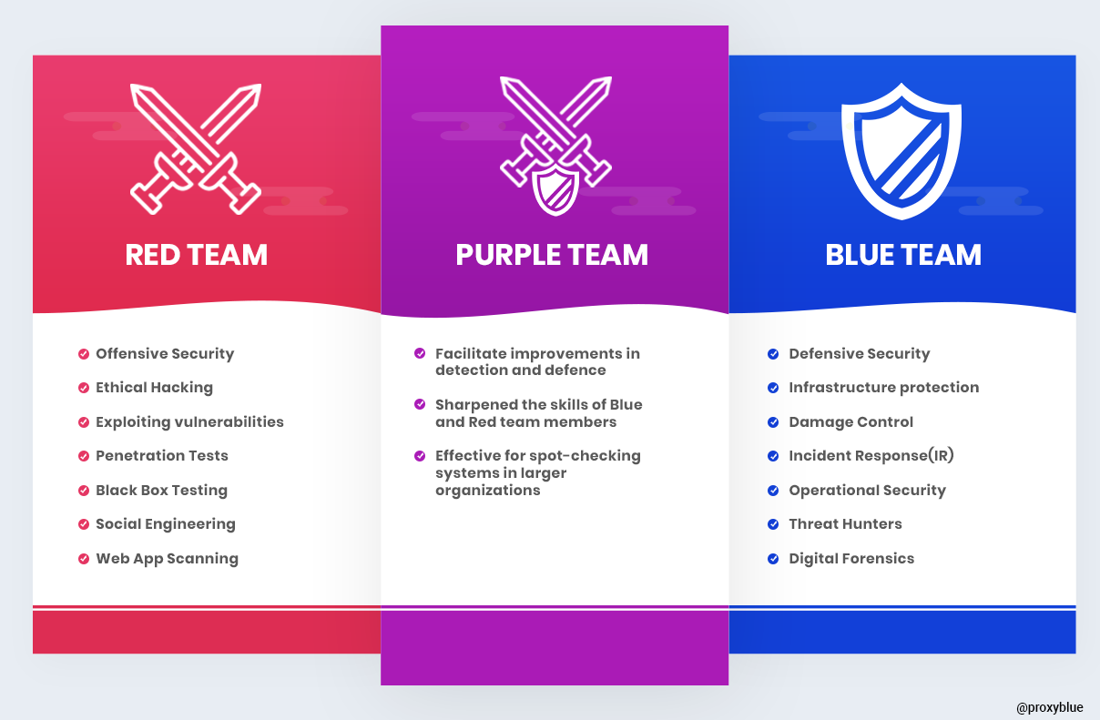 RED TEAM
Offensive Security
Ethical Hacking
Exploiting vulnerabilities
Penetration Tests
Black Box Testing
Social Engineering
Web App Scanning
PURPLE TEAM
Facilitate improvements in
detection and defence
Sharpened the skills of Blue
and Red team members
Effective for spot-checking
systems in larger
organizations
BLUE TEAM
Defensive Security
Infrastructure protection
Damage Control
Incident Response(IR)
Operational Security
Threat Hunters
Digital Forensics
@proxyblue